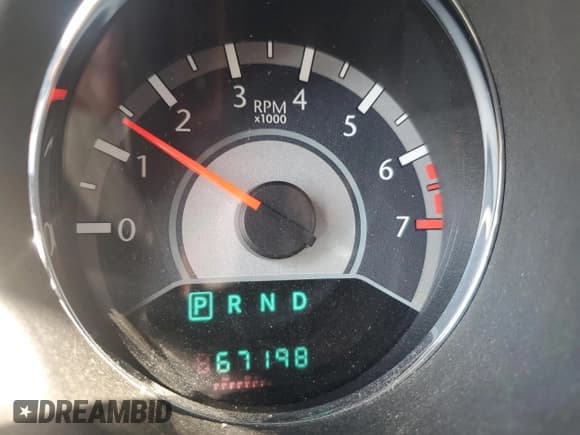 0 1 2 3 4 5 6 7
RPM
x1000
P R N D
67198
DREAMBID